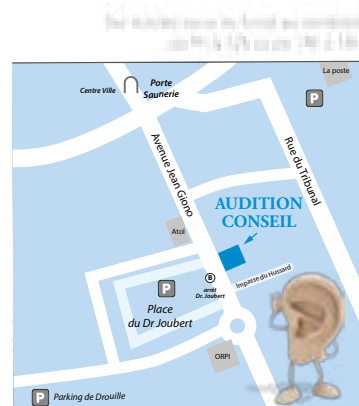 La poste
P
Centre Ville
Porte
Saunerie
Avenue Jean Giono
Rue du Tribunal
AUDITION
CONSEIL
Atol
B
arrêt
Dr. Joubert
Impasse du Hussard
P
Place
du Dr Joubert
ORPI
P Parking de Drouille